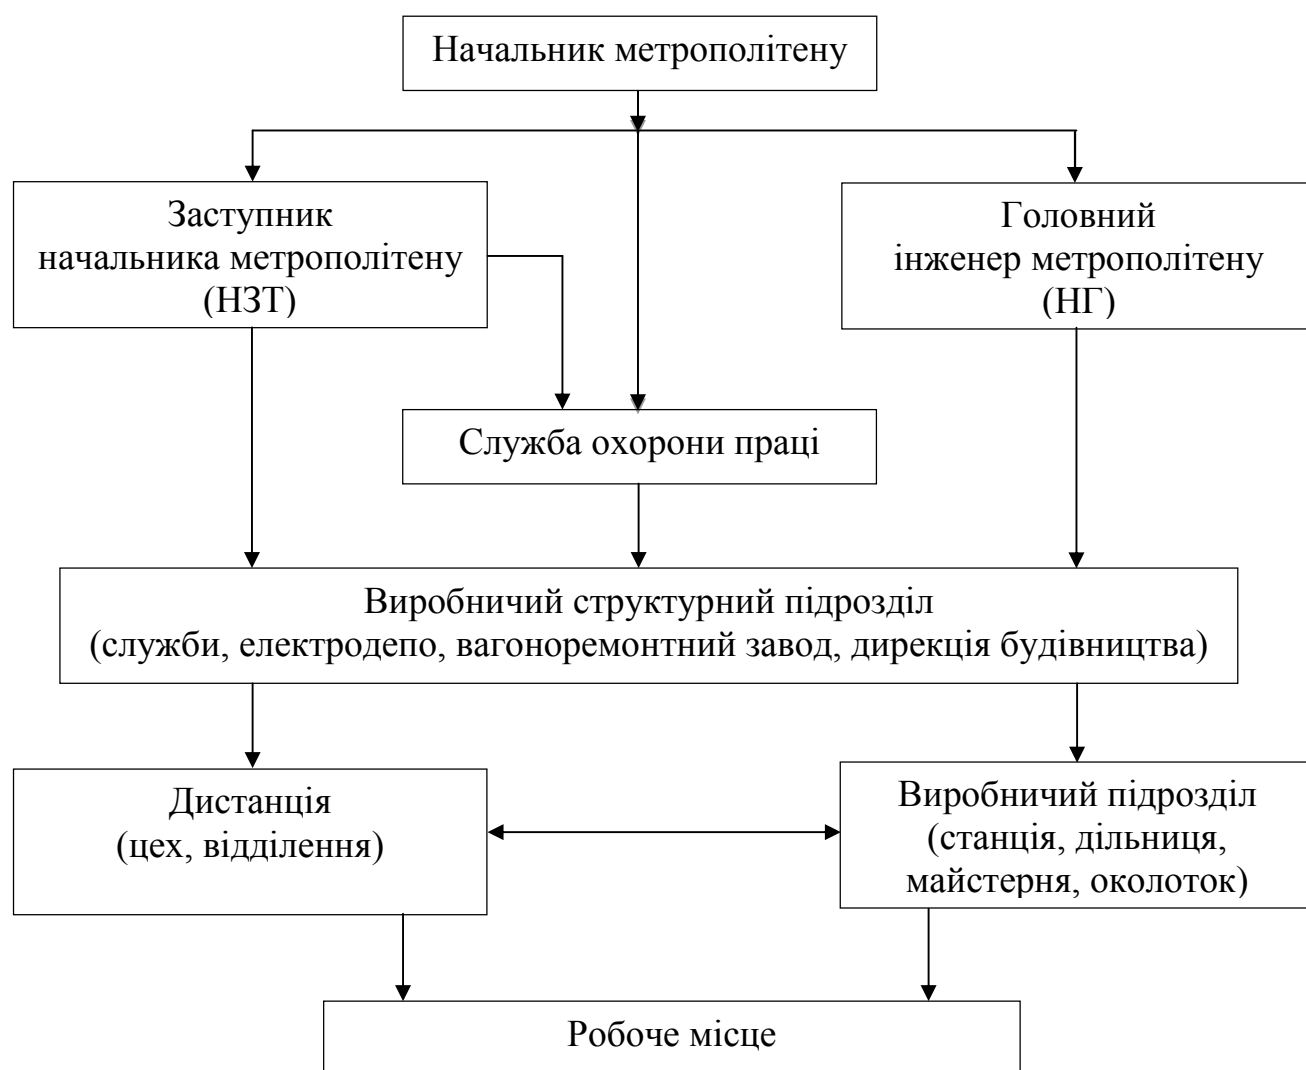 Начальник метрополітену
Заступник
начальника метрополітену
(НЗТ)
Головний
інженер метрополітену
(НГ)
Служба охорони праці
Виробничий структурний підрозділ
(служби, електродепо, вагоноремонтний завод, дирекція будівництва)
Дистанція
(цех, відділення)
Виробничий підрозділ
(станція, дільниця,
майстерня, околоток)
Робоче місце